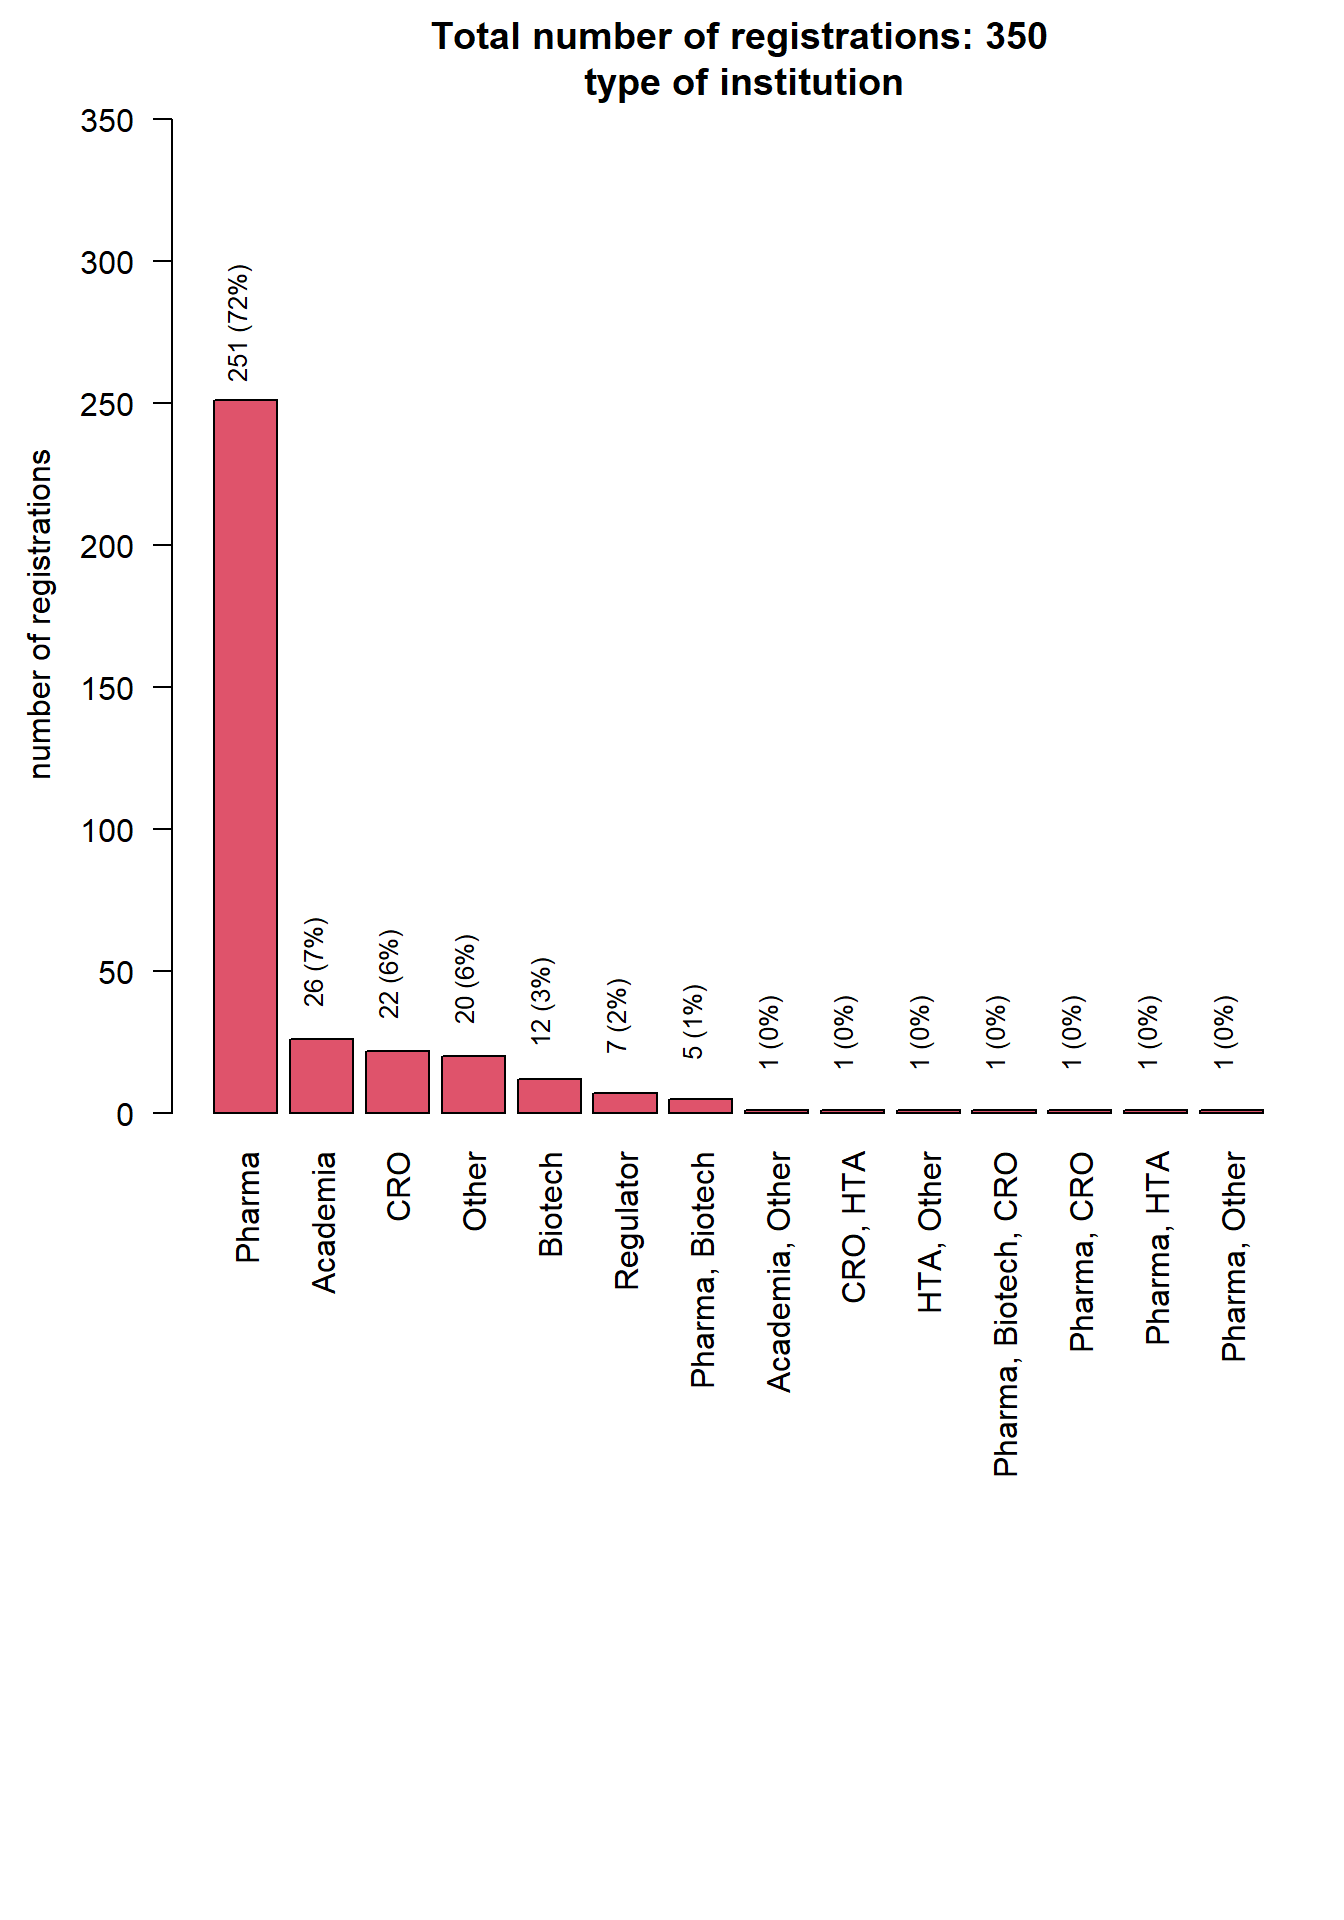 Total number of registrations: 350
type of institution
number of registrations
350
300
250
200
150
100
50
0
251 (72%)
26 (7%)
22 (6%)
20 (6%)
12 (3%)
7 (2%)
5 (1%)
1 (0%)
1 (0%)
1 (0%)
1 (0%)
1 (0%)
1 (0%)
1 (0%)
Pharma
Academia
CRO
Other
Biotech
Regulator
Pharma, Biotech
Academia, Other
CRO, HTA
HTA, Other
Pharma, Biotech, CRO
Pharma, CRO
Pharma, HTA
Pharma, Other